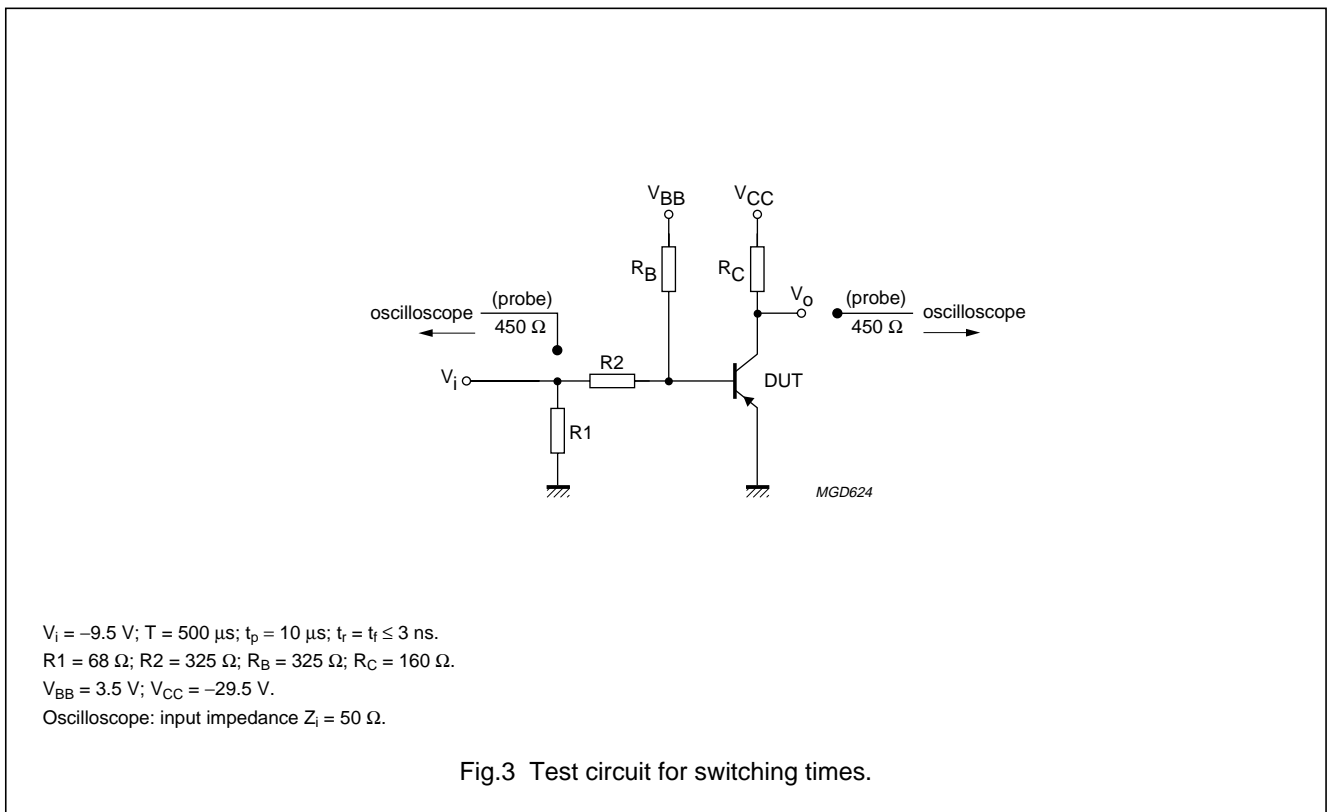 V_BB
V_CC
R_B
R_C
V_o
(probe)
450 Ω
oscilloscope
(probe)
450 Ω
oscilloscope
R2
V_i
DUT
R1
MGD624
V_i = −9.5 V; T = 500 μs; t_p = 10 μs; t_r = t_f ≤ 3 ns.
R1 = 68 Ω; R2 = 325 Ω; R_B = 325 Ω; R_C = 160 Ω.
V_BB = 3.5 V; V_CC = −29.5 V.
Oscilloscope: input impedance Z_i = 50 Ω.
Fig.3 Test circuit for switching times.